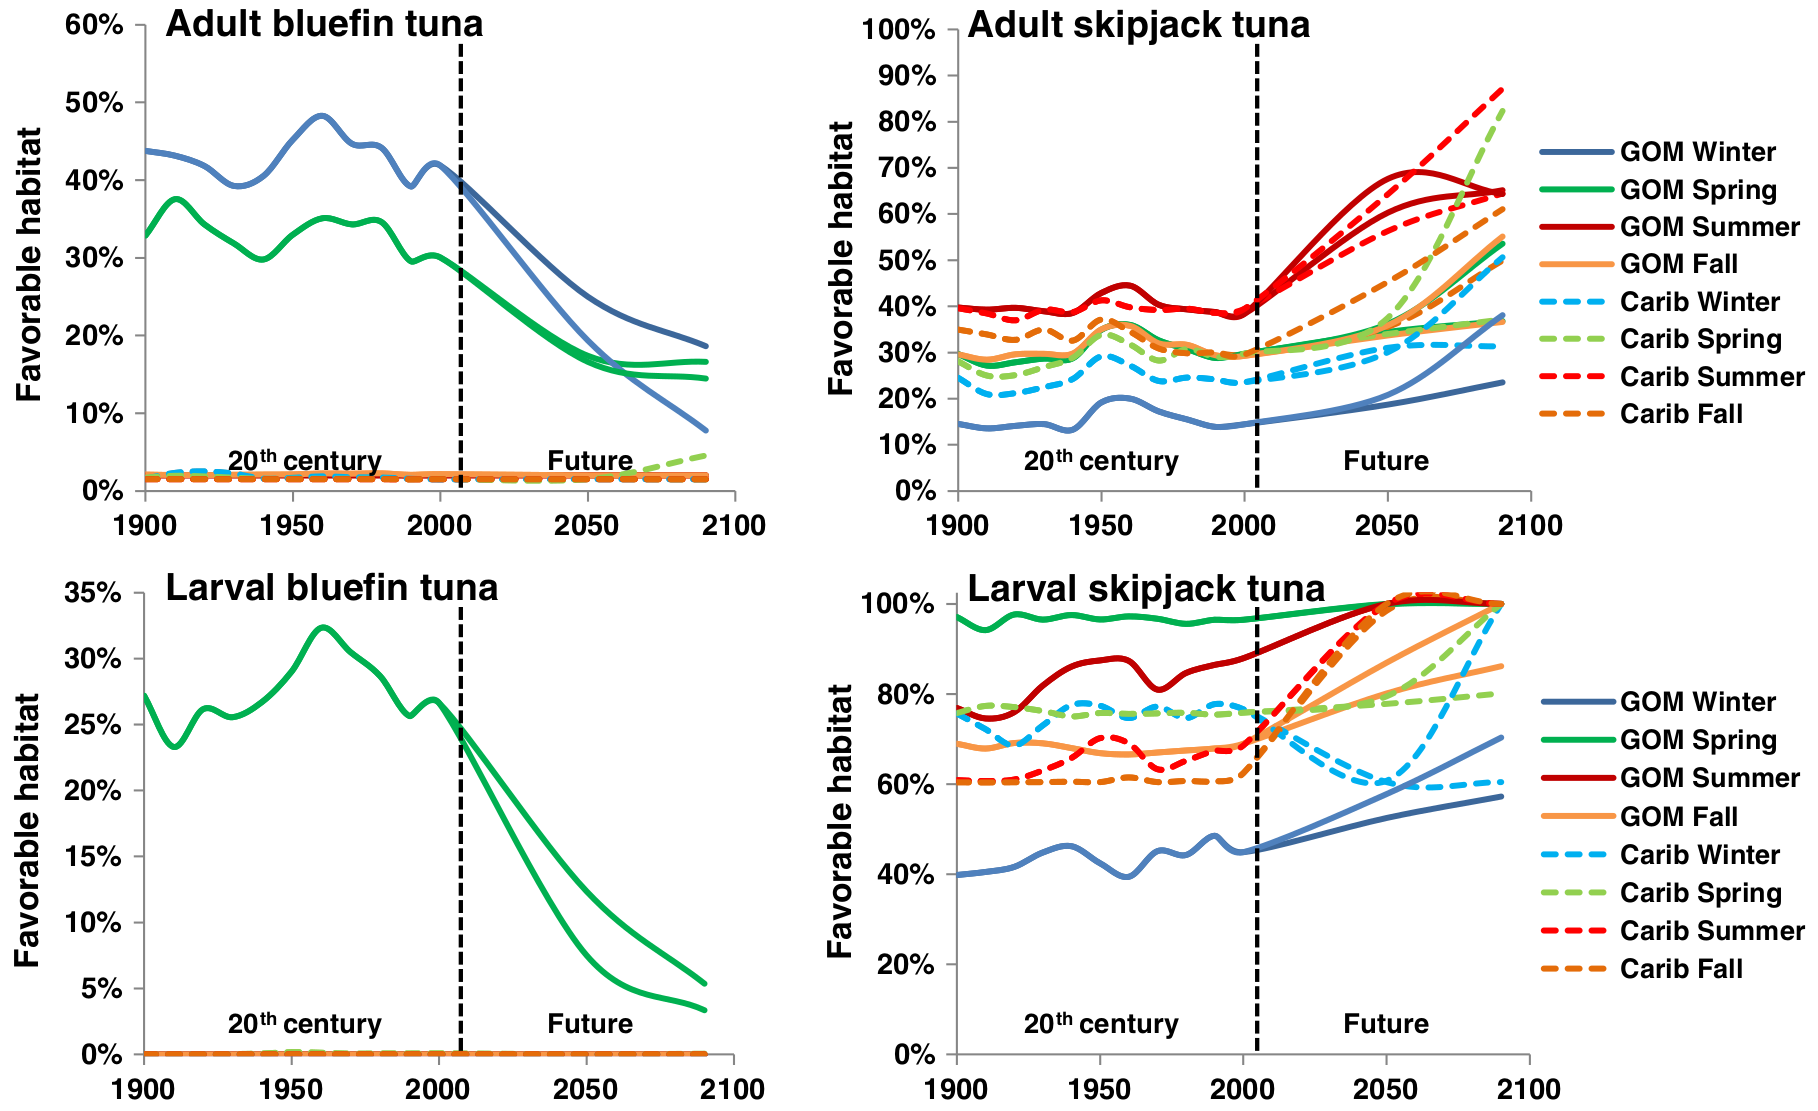 Adult bluefin tuna
Favorable habitat
60%
50%
40%
30%
20%
10%
0%
20th century
Future
1900
1950
2000
2050
2100
Adult skipjack tuna
Favorable habitat
100%
90%
80%
70%
60%
50%
40%
30%
20%
10%
0%
20th century
Future
1900
1950
2000
2050
2100
GOM Winter
GOM Spring
GOM Summer
GOM Fall
Carib Winter
Carib Spring
Carib Summer
Carib Fall
Larval bluefin tuna
Favorable habitat
35%
30%
25%
20%
15%
10%
5%
0%
20th century
Future
1900
1950
2000
2050
2100
Larval skipjack tuna
Favorable habitat
100%
80%
60%
40%
20%
0%
20th century
Future
1900
1950
2000
2050
2100
GOM Winter
GOM Spring
GOM Summer
GOM Fall
Carib Winter
Carib Spring
Carib Summer
Carib Fall